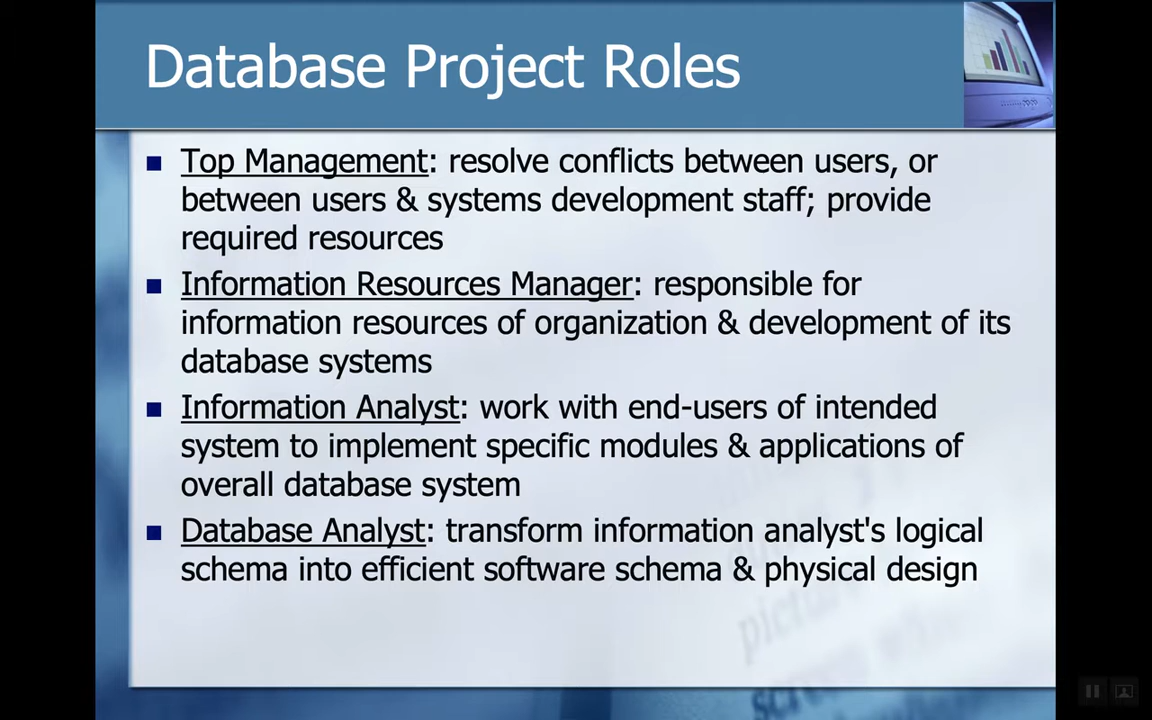 Database Project Roles
Top Management: resolve conflicts between users, or
between users & systems development staff; provide
required resources
Information Resources Manager: responsible for
information resources of organization & development of its
database systems
Information Analyst: work with end-users of intended
system to implement specific modules & applications of
overall database system
Database Analyst: transform information analyst's logical
schema into efficient software schema & physical design